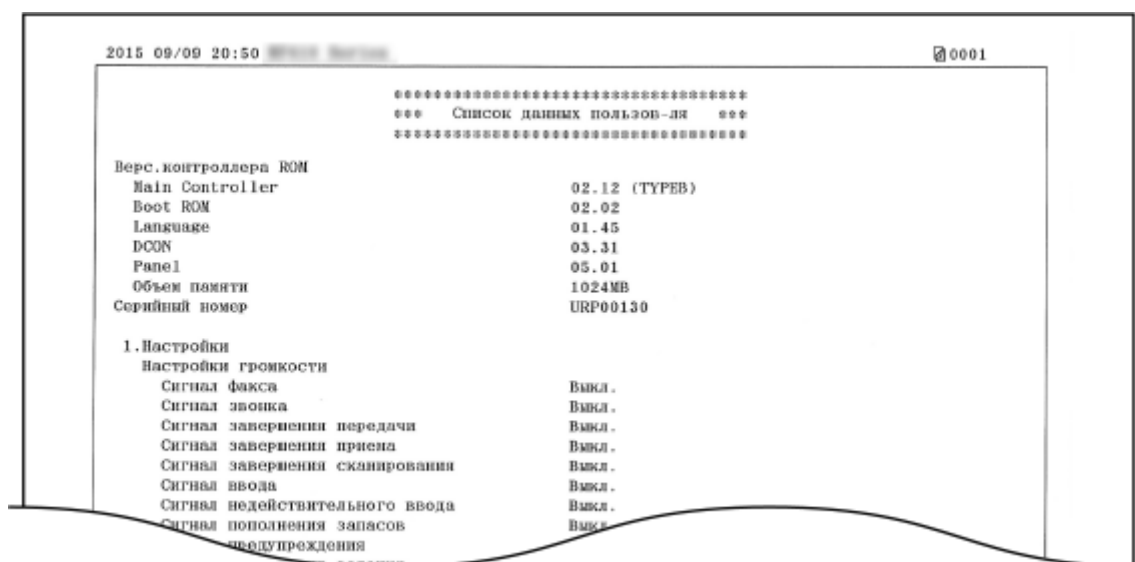 2015 09/09 20:50
0001
************************************
*** Список данных пользов-ля ***
************************************
Верс.контроллера ROM
Main Controller 02.12 (TYPEB)
Boot ROM 02.02
Language 01.45
DCON 03.31
Panel 05.01
Объем памяти 1024MB
Серийный номер URP00130
1.Настройки
Настройки громкости
Сигнал факса Выкл.
Сигнал звонка Выкл.
Сигнал завершения передачи Выкл.
Сигнал завершения приема Выкл.
Сигнал завершения сканирования Выкл.
Сигнал ввода Выкл.
Сигнал недействительного ввода Выкл.
Сигнал пополнения запасов Выкл
предупреждения